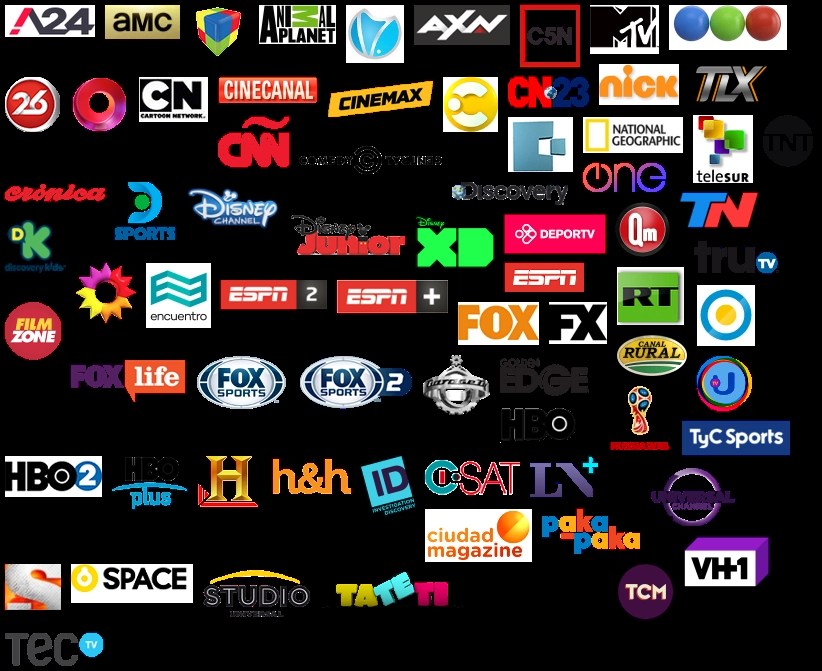 A24
aMC
ANIMAL
PLANET
AXN
C5N
MTV
26
CN
CARTOON NETWORK
CINECANAL
CINEMAX
C
CN23
nick
TLX
CNN
NATIONAL
GEOGRAPHIC
teleSUR
TNT
COMEDY
one
crónica
D
SPORTS
Disney
CHANNEL
Discovery
TN
Disney
JUNIOR
Disney
XD
DEPORTV
Qm
DK
discovery kids
tru TV
encuentro
ESPN 2
ESPN +
ESPN
RT
FOX
FX
FILM
ZONE
CANAL
RURAL
FOX life
FOX
SPORTS
FOX
SPORTS 2
EDGE
U
HBO
TyC Sports
HBO2
HBO
plus
H
h&h
ID
INVESTIGATION
DISCOVERY
SAT
LN+
UNIVERSAL
CHANNEL
ciudad
magazine
paka
paka
VH1
S
SPACE
STUDIO
UNIVERSAL
TATETI
TCM
TEC TV